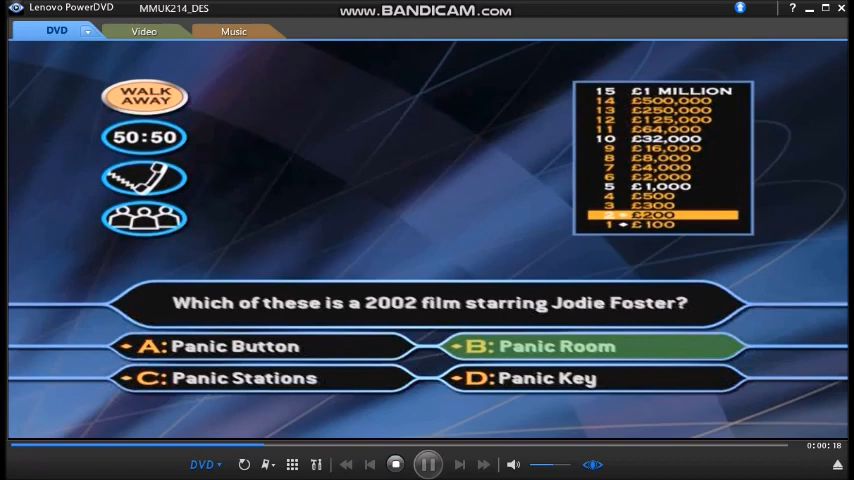 Lenovo PowerDVD
MMUK214_DES
www.BANDICAM.com
DVD
Video
Music
WALK AWAY
50:50
15 £1 MILLION
14 £500,000
13 £250,000
12 £125,000
11 £64,000
10 £32,000
9 £16,000
8 £8,000
7 £4,000
6 £2,000
5 £1,000
4 £500
3 £300
2 £200
1 £100
Which of these is a 2002 film starring Jodie Foster?
A: Panic Button
B: Panic Room
C: Panic Stations
D: Panic Key
0:00:18
DVD